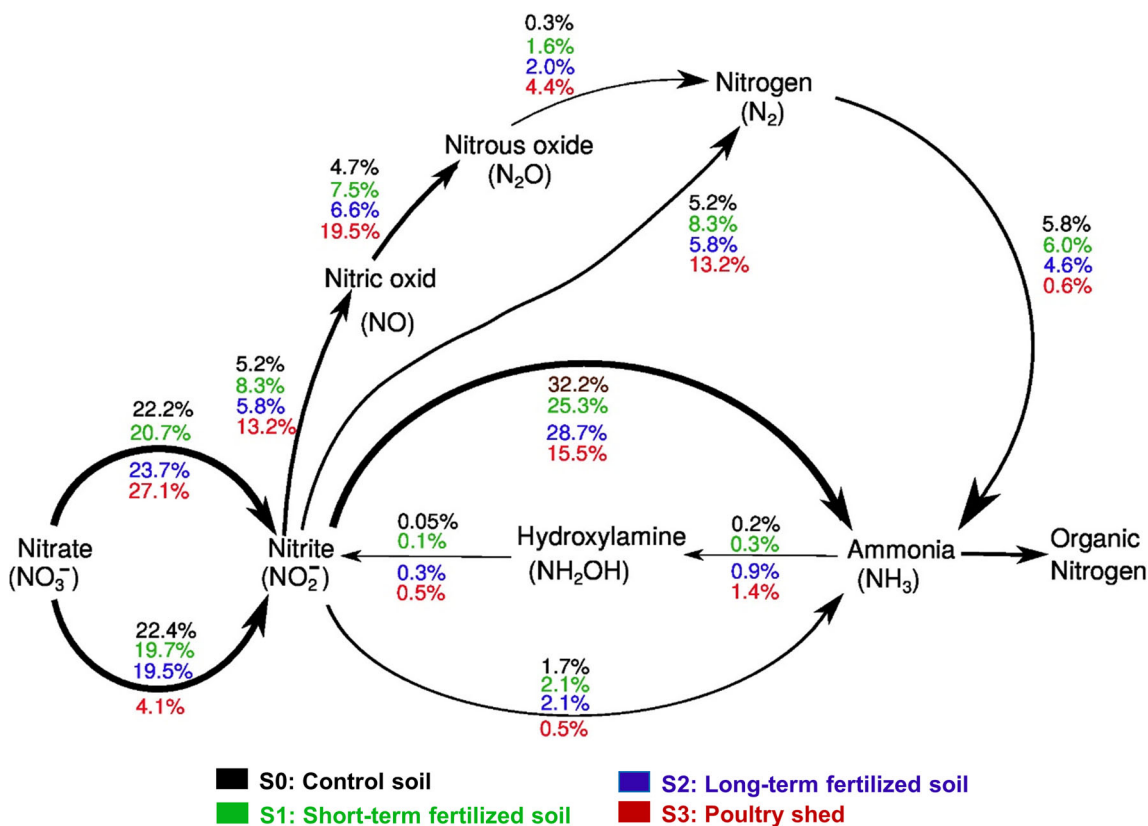 0.3%
1.6%
2.0%
4.4%
Nitrogen
(N₂)
Nitrous oxide
(N₂O)
4.7%
7.5%
6.6%
19.5%
5.2%
8.3%
5.8%
13.2%
5.8%
6.0%
4.6%
0.6%
Nitric oxid
(NO)
5.2%
8.3%
5.8%
13.2%
32.2%
25.3%
28.7%
15.5%
22.2%
20.7%
23.7%
27.1%
Nitrate
(NO₃⁻)
Nitrite
(NO₂⁻)
0.05%
0.1%
0.3%
0.5%
Hydroxylamine
(NH₂OH)
0.2%
0.3%
0.9%
1.4%
Ammonia
(NH₃)
Organic
Nitrogen
22.4%
19.7%
19.5%
4.1%
1.7%
2.1%
2.1%
0.5%
S0: Control soil
S1: Short-term fertilized soil
S2: Long-term fertilized soil
S3: Poultry shed